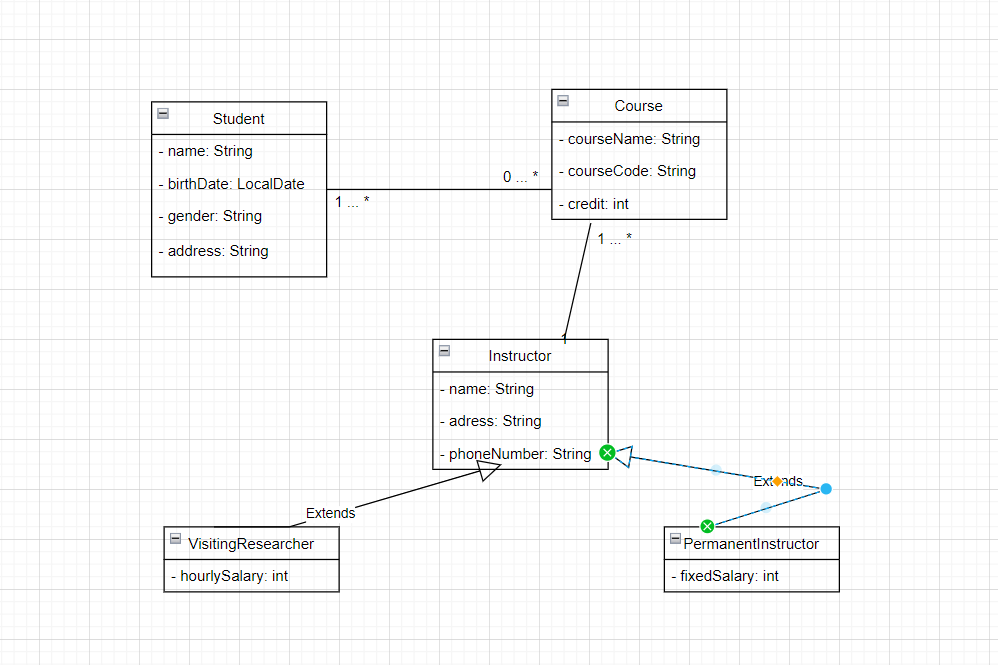 Student
- name: String
- birthDate: LocalDate
- gender: String
- address: String
1 ... *
0 ... *
Course
- courseName: String
- courseCode: String
- credit: int
1 ... *
1
Instructor
- name: String
- adress: String
- phoneNumber: String
Extends
Extends
VisitingResearcher
- hourlySalary: int
PermanentInstructor
- fixedSalary: int